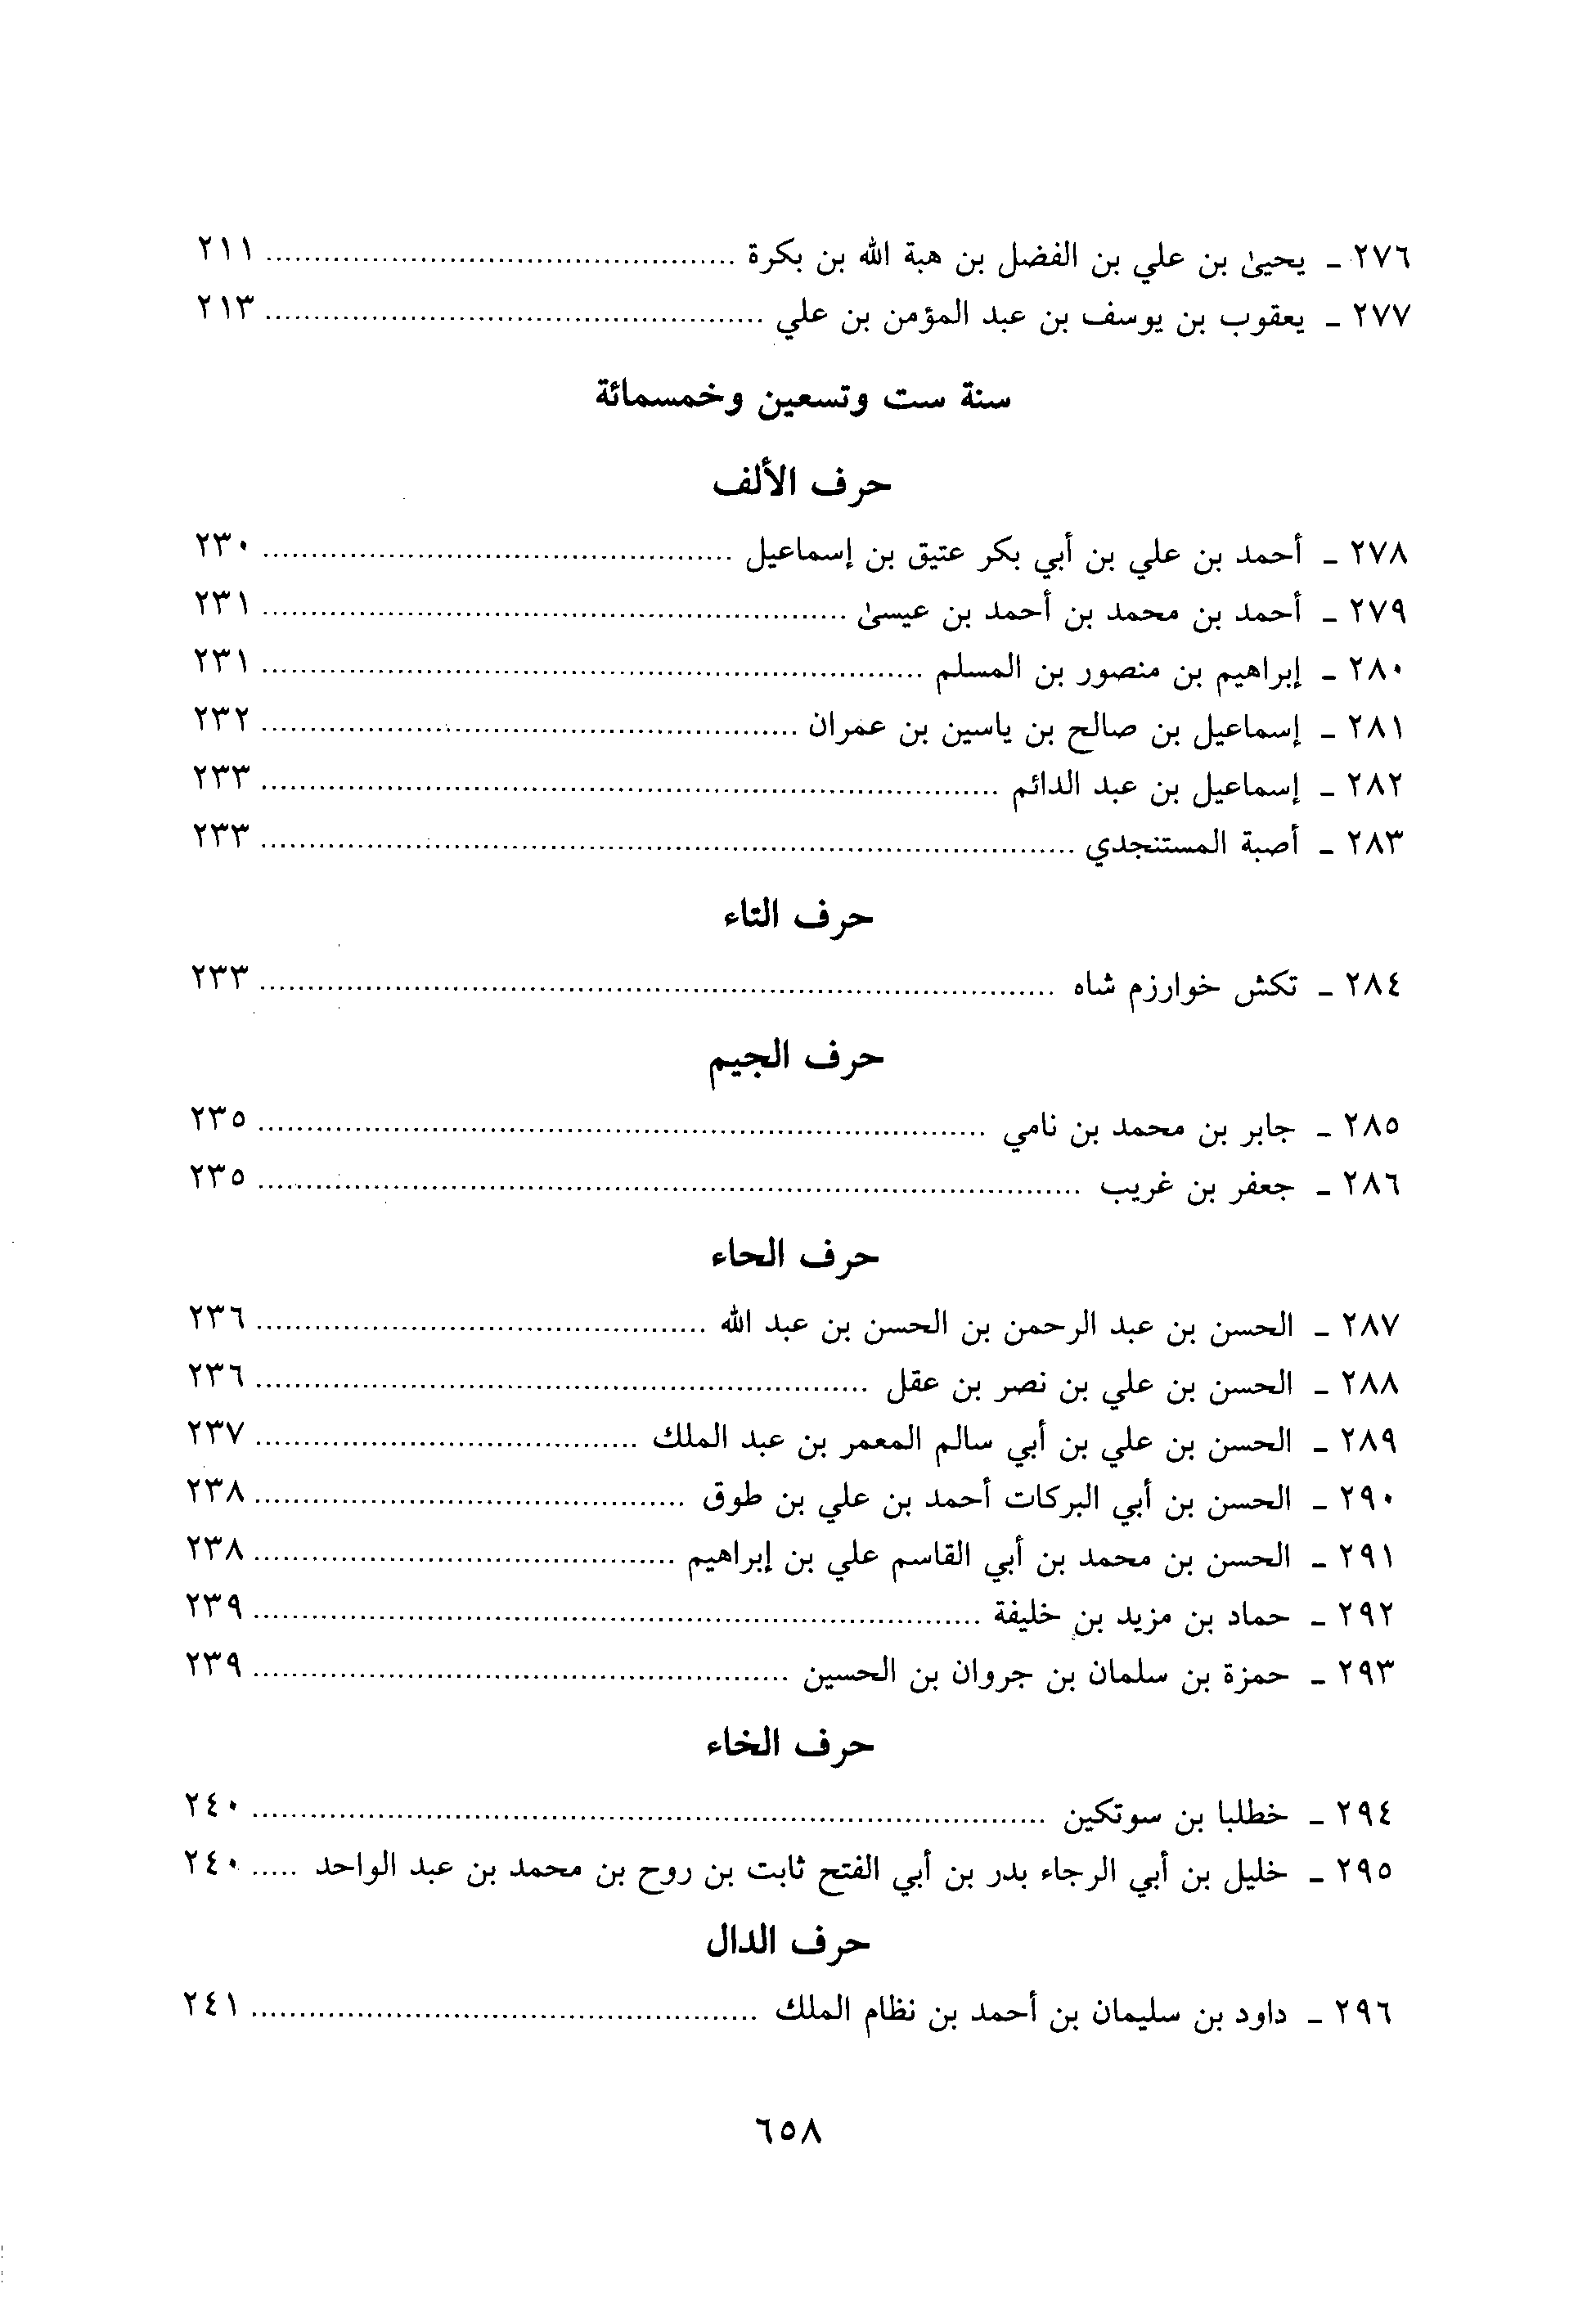 ٢٧٦ ـ يحيىٰ بن علي بن الفضل بن هبة الله بن بكرة ................ ٢١١
٢٧٧ ـ يعقوب بن يوسف بن عبد المؤمن بن علي ................ ٢١٣
سنة ست وتسعين وخمسمائة
حرف الألف
٢٧٨ ـ أحمد بن علي بن أبي بكر عتيق بن إسماعيل ................ ٢٣٠
٢٧٩ ـ أحمد بن محمد بن أحمد بن عيسىٰ ................ ٢٣١
٢٨٠ ـ إبراهيم بن منصور بن المسلم ................ ٢٣١
٢٨١ ـ إسماعيل بن صالح بن ياسين بن عمران ................ ٢٣٢
٢٨٢ ـ إسماعيل بن عبد الدائم ................ ٢٣٣
٢٨٣ ـ أصبة المستنجدي ................ ٢٣٣
حرف التاء
٢٨٤ ـ تكش خوارزم شاه ................ ٢٣٣
حرف الجيم
٢٨٥ ـ جابر بن محمد بن نامي ................ ٢٣٥
٢٨٦ ـ جعفر بن غريب ................ ٢٣٥
حرف الحاء
٢٨٧ ـ الحسن بن عبد الرحمن بن الحسن بن عبد الله ................ ٢٣٦
٢٨٨ ـ الحسن بن علي بن نصر بن عقل ................ ٢٣٦
٢٨٩ ـ الحسن بن علي بن أبي سالم المعمر بن عبد الملك ................ ٢٣٧
٢٩٠ ـ الحسن بن أبي البركات أحمد بن علي بن طوق ................ ٢٣٨
٢٩١ ـ الحسن بن محمد بن أبي القاسم علي بن إبراهيم ................ ٢٣٨
٢٩٢ ـ حماد بن مزيد بن خليفة ................ ٢٣٩
٢٩٣ ـ حمزة بن سلمان بن جروان بن الحسين ................ ٢٣٩
حرف الخاء
٢٩٤ ـ خطلبا بن سوتكين ................ ٢٤٠
٢٩٥ ـ خليل بن أبي الرجاء بدر بن أبي الفتح ثابت بن روح بن محمد بن عبد الواحد ..... ٢٤٠
حرف الدال
٢٩٦ ـ داود بن سليمان بن أحمد بن نظام الملك ................ ٢٤١
٦٥٨